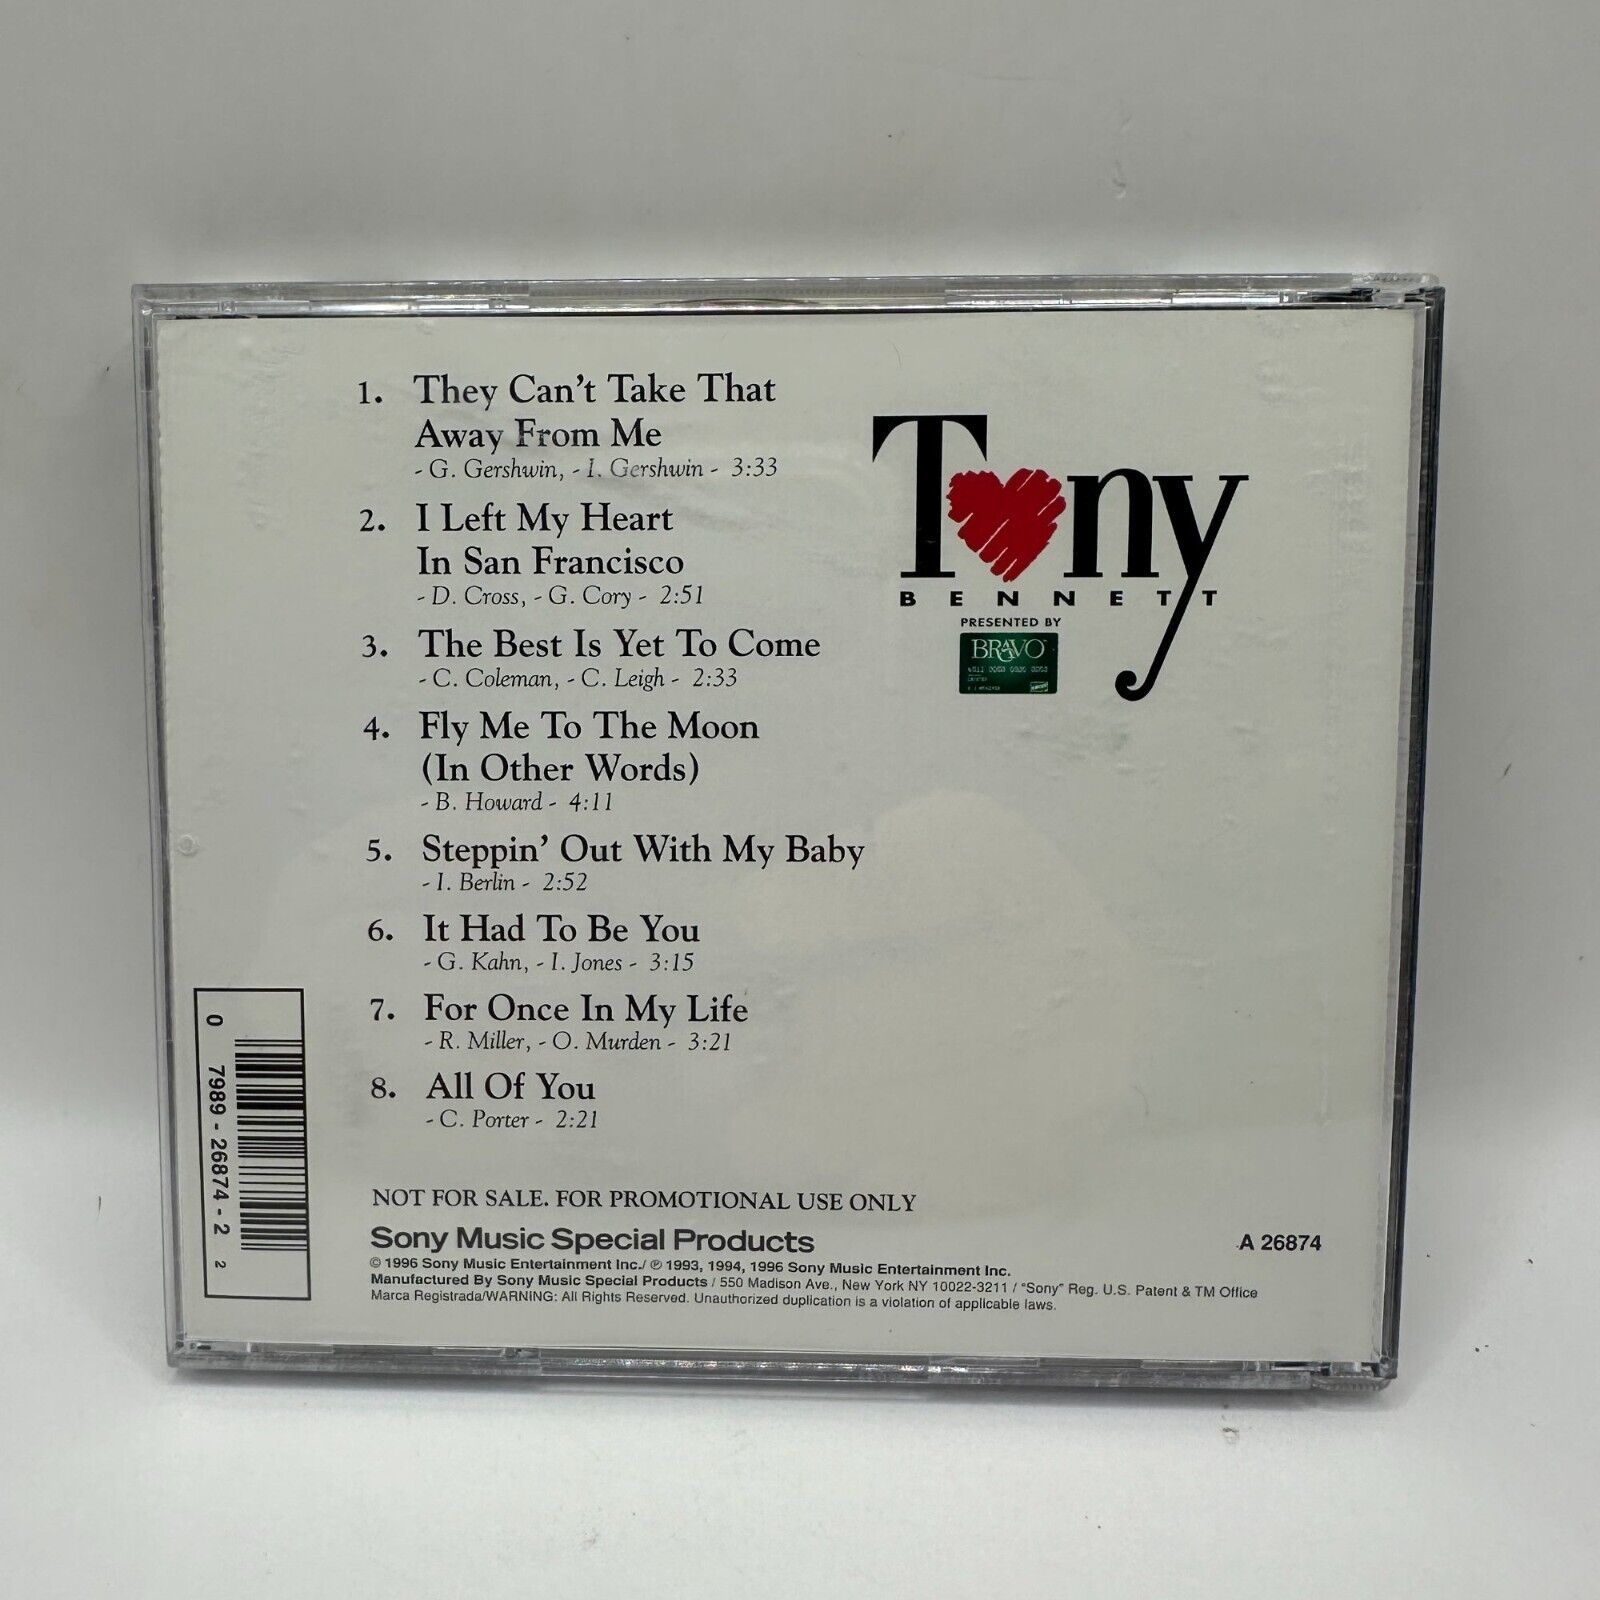 1. They Can't Take That
Away From Me
- G. Gershwin, - I. Gershwin - 3:33
2. I Left My Heart
In San Francisco
- D. Cross, - G. Cory - 2:51
3. The Best Is Yet To Come
- C. Coleman, - C. Leigh - 2:33
4. Fly Me To The Moon
(In Other Words)
- B. Howard - 4:11
5. Steppin' Out With My Baby
- I. Berlin - 2:52
6. It Had To Be You
- G. Kahn, - I. Jones - 3:15
7. For Once In My Life
- R. Miller, - O. Murden - 3:21
8. All Of You
- C. Porter - 2:21
Tony
BENNETT
PRESENTED BY
BRAVO
0 7989-26874-2 2
NOT FOR SALE. FOR PROMOTIONAL USE ONLY
Sony Music Special Products
A 26874
© 1996 Sony Music Entertainment Inc./ ℗ 1993, 1994, 1996 Sony Music Entertainment Inc.
Manufactured By Sony Music Special Products / 550 Madison Ave., New York NY 10022-3211 / "Sony" Reg. U.S. Patent & TM Office
Marca Registrada/WARNING: All Rights Reserved. Unauthorized duplication is a violation of applicable laws.